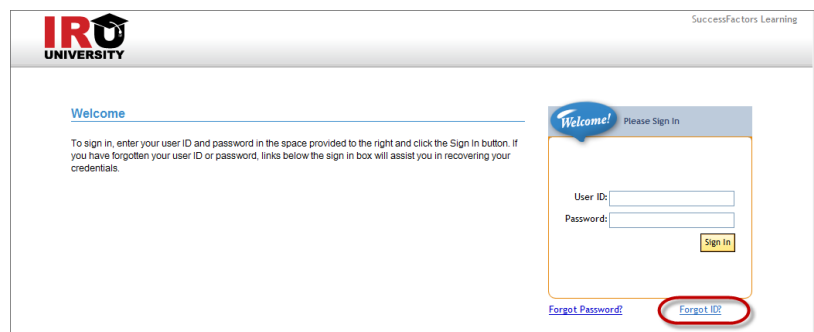 SuccessFactors Learning
IRU
UNIVERSITY
Welcome
To sign in, enter your user ID and password in the space provided to the right and click the Sign In button. If
you have forgotten your user ID or password, links below the sign in box will assist you in recovering your
credentials.
Welcome! Please Sign In
User ID:
Password:
Sign In
Forgot Password? Forgot ID?